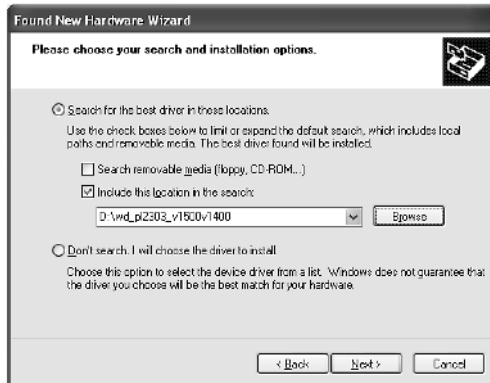 Found New Hardware Wizard
Please choose your search and installation options.
Search for the best driver in these locations.
Use the check boxes below to limit or expand the default search, which includes local
paths and removable media. The best driver found will be installed.
Search removable media (floppy, CD-ROM...)
Include this location in the search:
D:\wd_pl2303_v1500v1400
Browse
Don't search. I will choose the driver to install.
Choose this option to select the device driver from a list. Windows does not guarantee that
the driver you choose will be the best match for your hardware.
< Back
Next >
Cancel